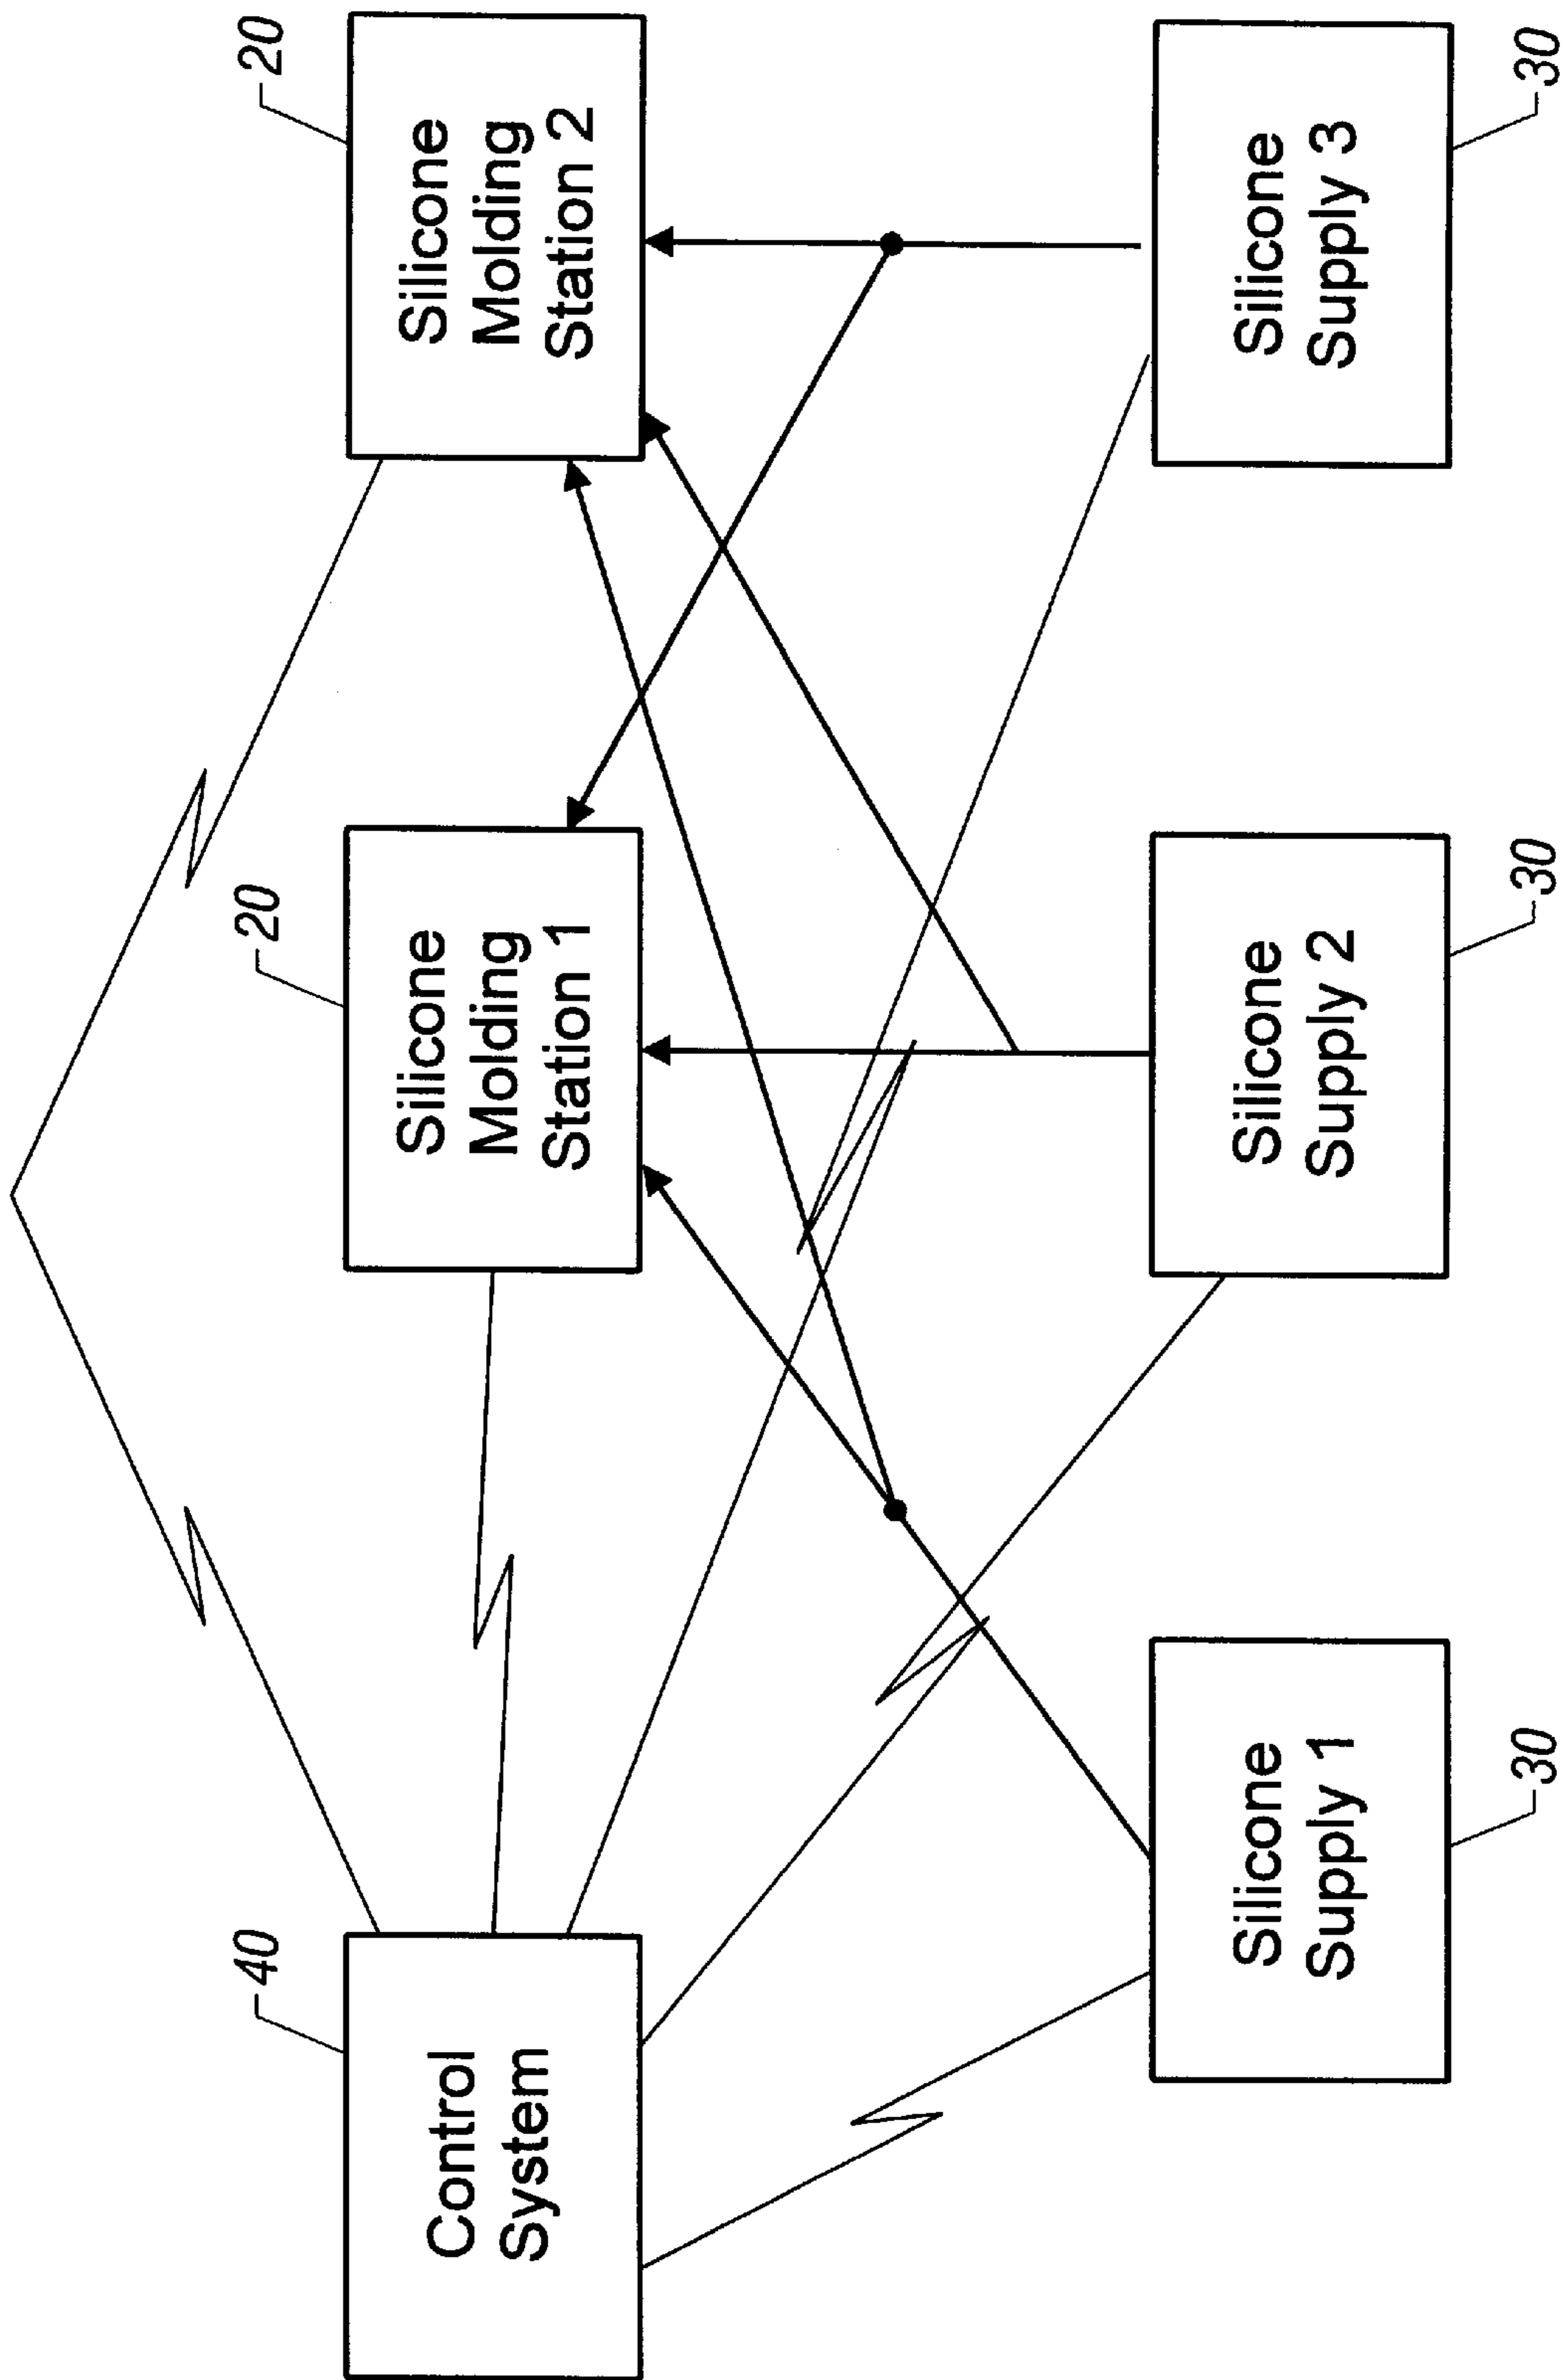 40
Control
System
20
Silicone
Molding
Station 1
20
Silicone
Molding
Station 2
Silicone
Supply 1
30
Silicone
Supply 2
30
Silicone
Supply 3
30